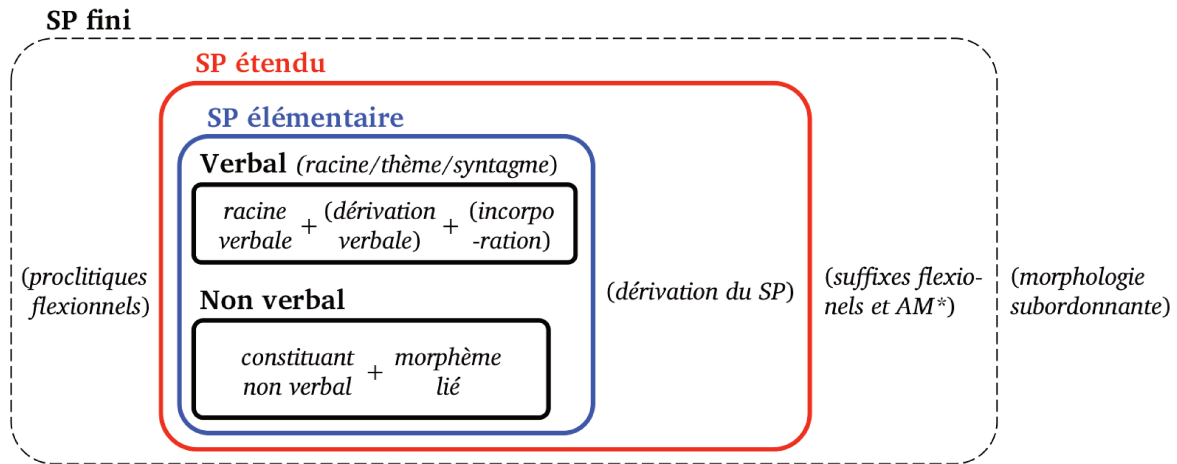 SP fini
SP étendu
SP élémentaire
Verbal (racine/thème/syntagme)
racine verbale + (dérivation verbale) + (incorpo-ration)
(proclitiques flexionnels)
Non verbal
constituant non verbal + morphème lié
(dérivation du SP)
(suffixes flexio-nels et AM*)
(morphologie subordonnante)